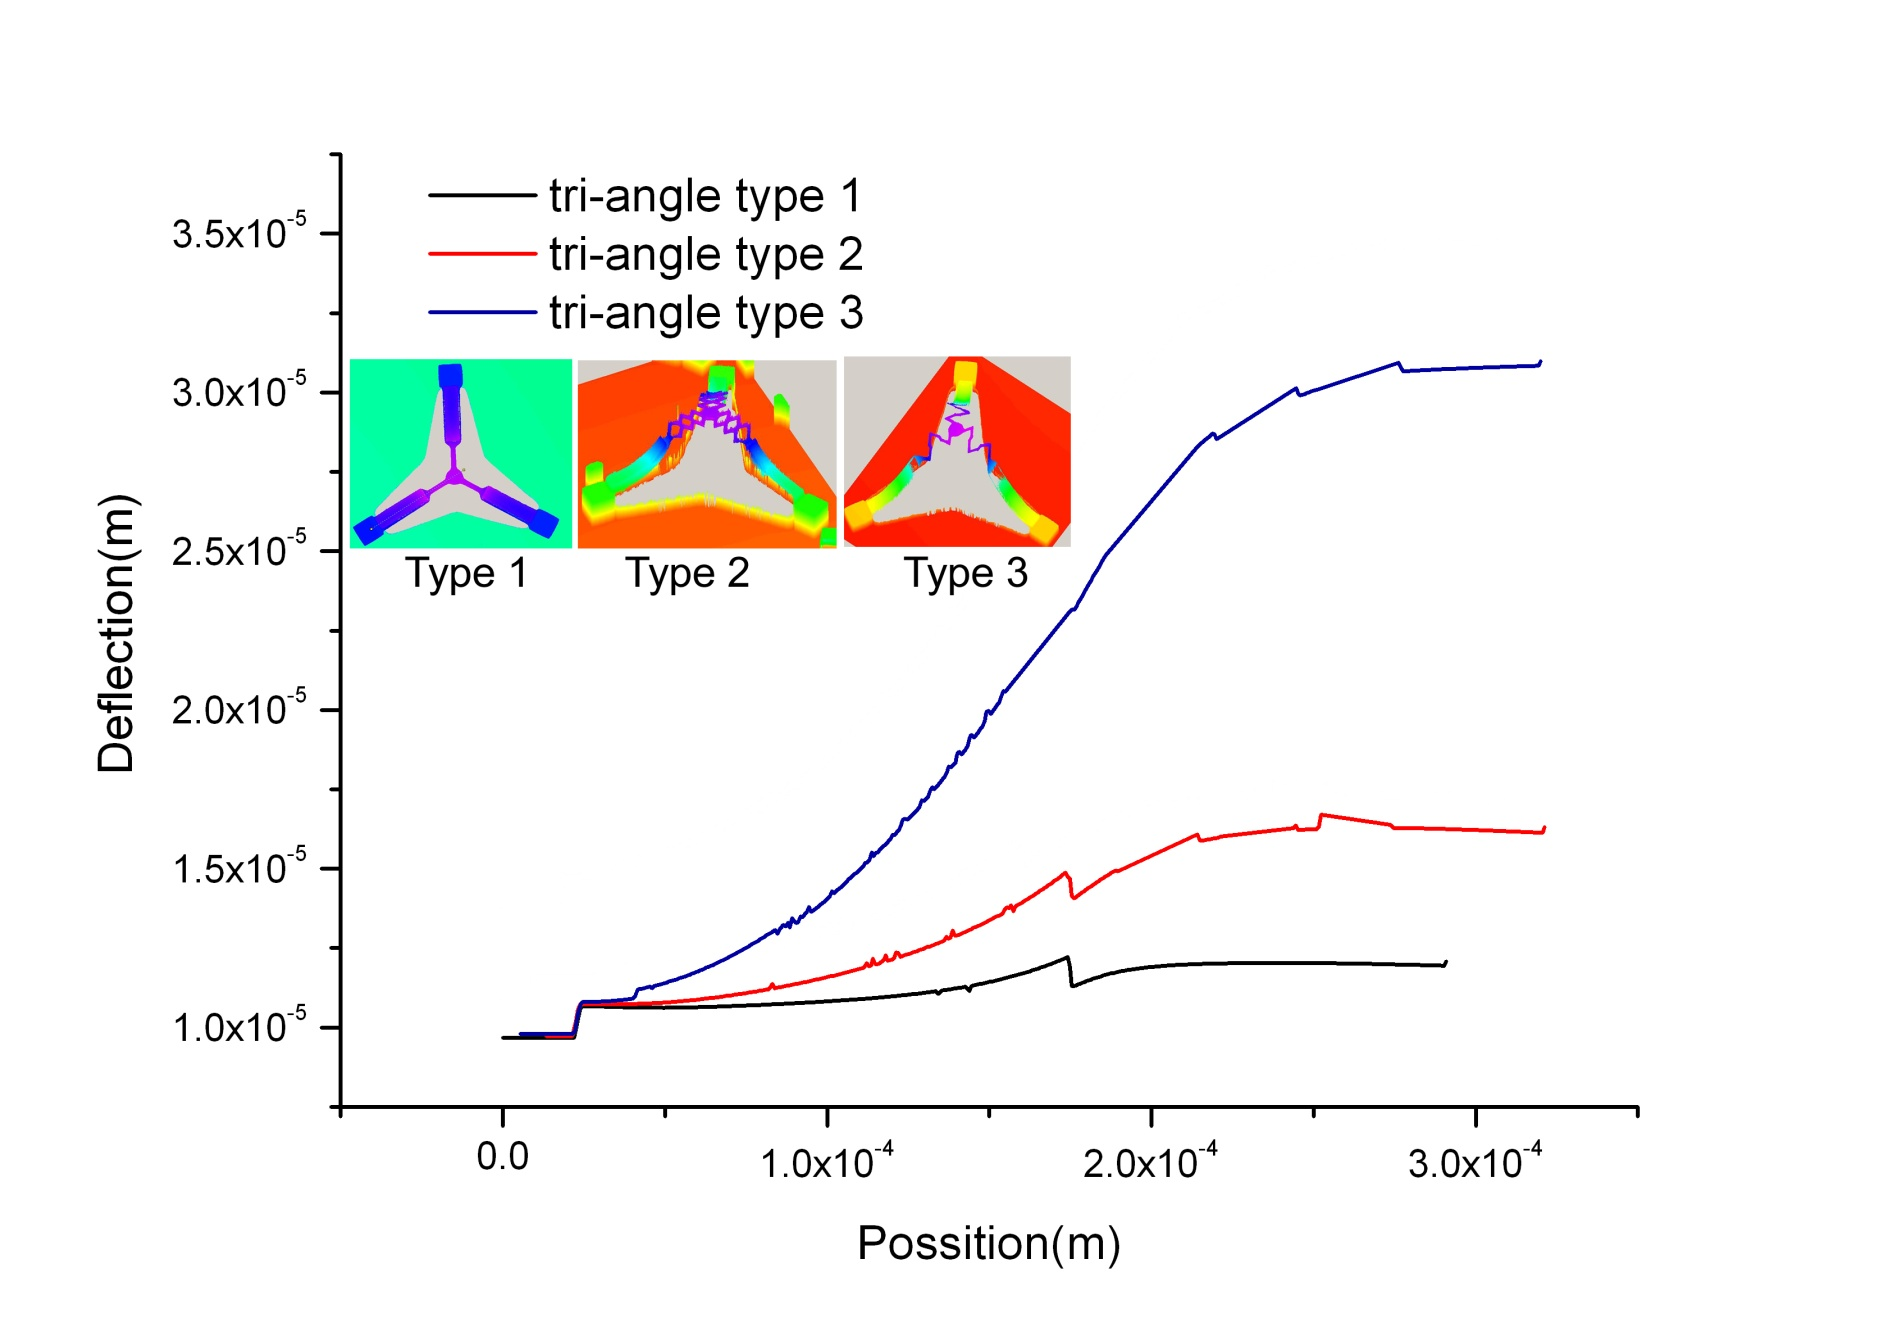 tri-angle type 1
tri-angle type 2
tri-angle type 3
Type 1
Type 2
Type 3
Deflection(m)
3.5x10⁻⁵
3.0x10⁻⁵
2.5x10⁻⁵
2.0x10⁻⁵
1.5x10⁻⁵
1.0x10⁻⁵
0.0
1.0x10⁻⁴
2.0x10⁻⁴
3.0x10⁻⁴
Possition(m)